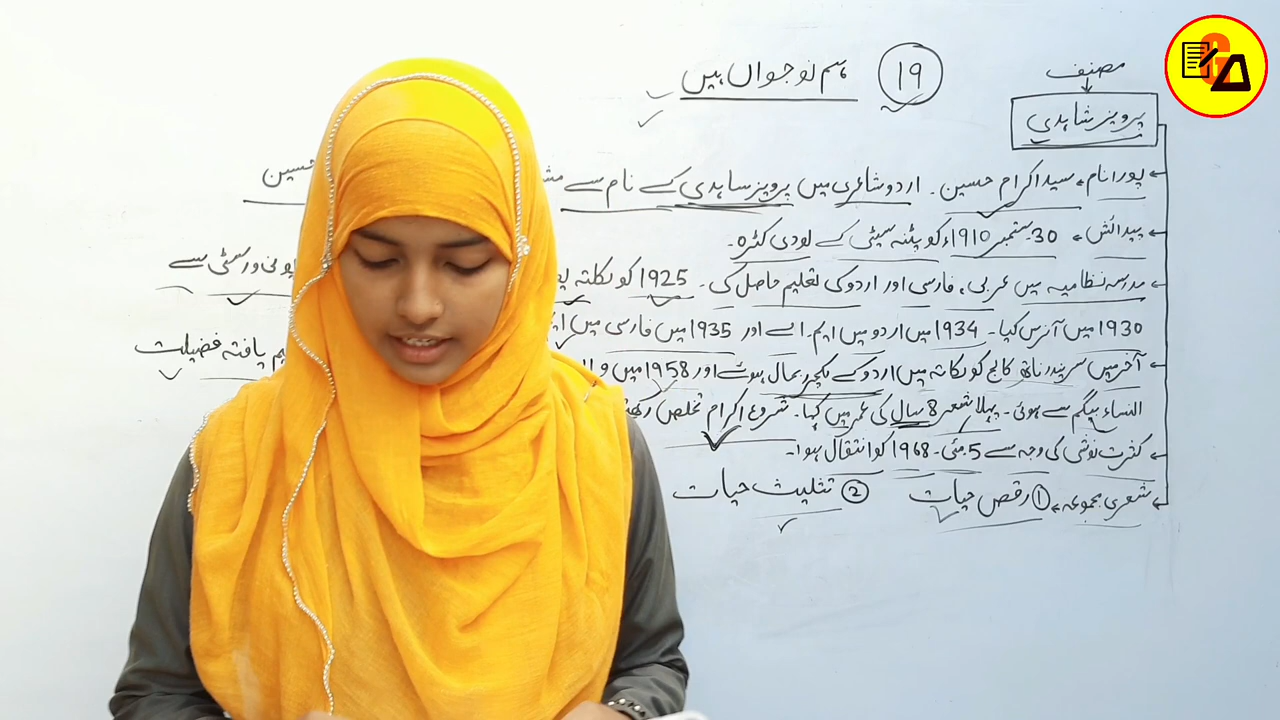 ہم نوجواں ہیں ۱۹
مصنف
پرویز شاہدی
پورا نام ۔ سید اکرام حسین ۔ اردو شاعری میں پرویز شاہدی کے نام سے
پیدائش ۔ 30 ۔ ستمبر 1910ء کو پٹنہ سیٹی کے لودی کٹرہ ۔
مدرسہ نظامیہ میں عربی، فارسی اور اردو کی تعلیم حاصل کی ۔ 1925 کو کلکتہ یونی ورسٹی سے
1930 میں آنرس کیا ۔ 1934 میں اردو میں ایم ۔ اے اور 1935 میں فارسی میں
آخر میں سریندر ناتھ کالج کو لکاتہ میں اردو کے لکچرر بحال ہوئے اور 1958 میں یافتہ فضیلت
النساء بیگم سے ہوئی ۔ پہلا شعر 8 سال کی عمر میں کہا ۔ شروع اکرام تخلص
کثرت نوشی کی وجہ سے 5 مئی ۔ 1968 کو انتقال ہوا ۔
شعری مجموعہ ۔ ① رقص حیات ② تثلیث حیات